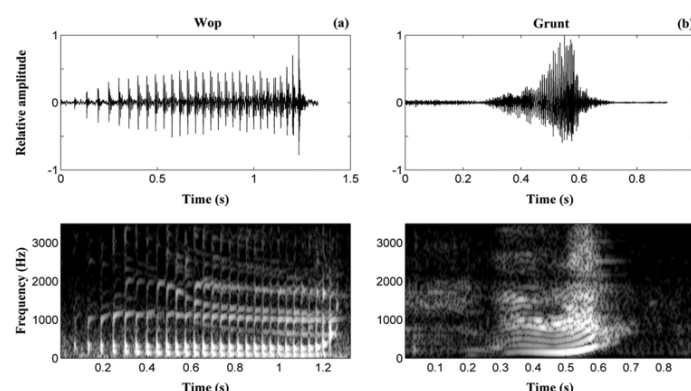 Wop (a) Grunt (b)
1 1
Relative amplitude
0 0
-1 -1
0 0.5 1 1.5 0 0.2 0.4 0.6 0.8
Time (s) Time (s)
3000 3000
2000 2000
Frequency (Hz)
1000 1000
0 0
0.2 0.4 0.6 0.8 1.0 1.2 0.1 0.2 0.3 0.4 0.5 0.6 0.7 0.8
Time (s) Time (s)